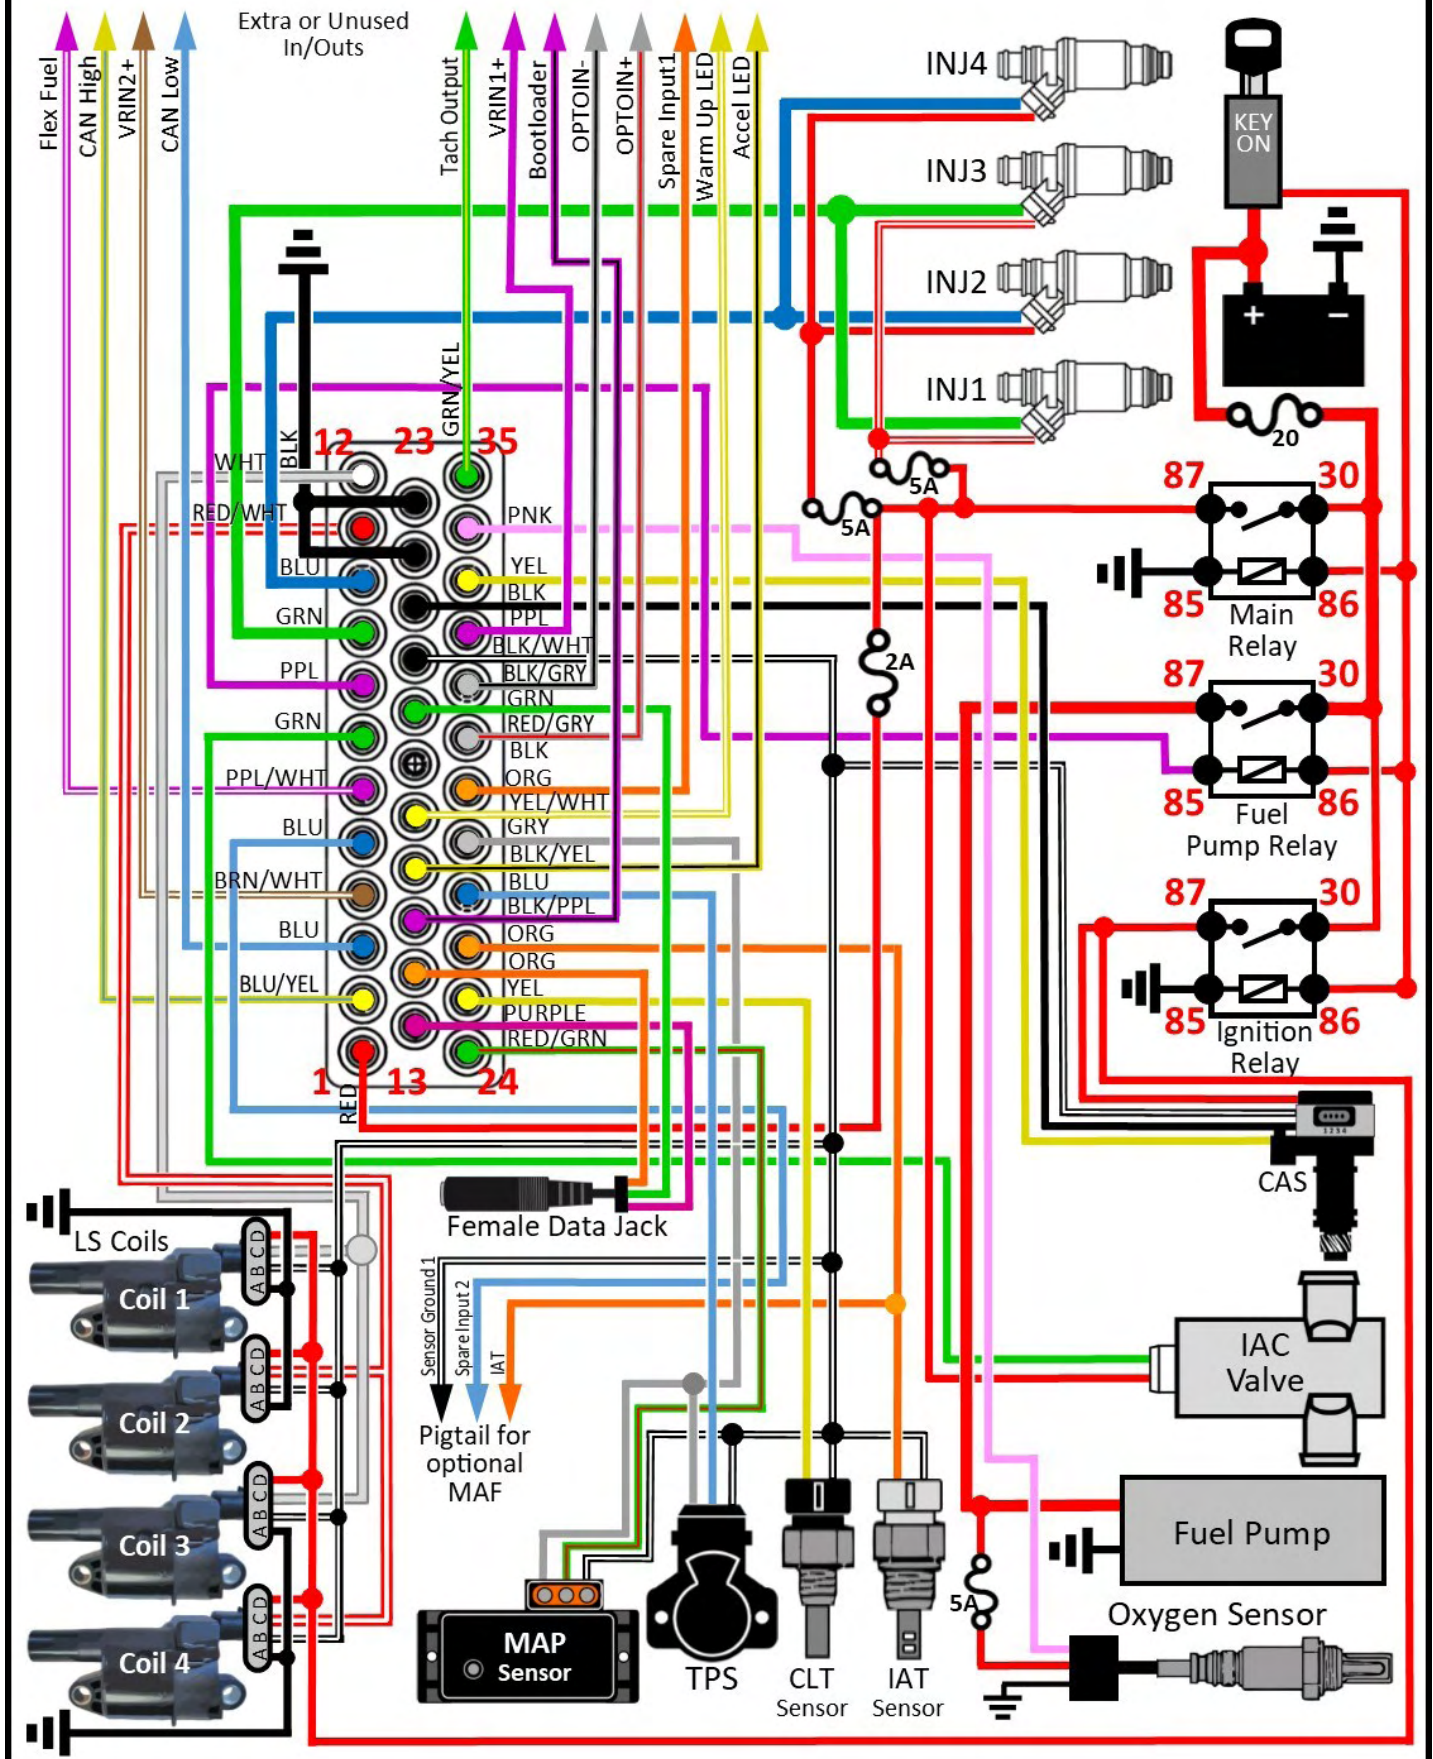 Extra or Unused
In/Outs
Flex Fuel
CAN High
VRIN2+
CAN Low
Tach Output
VRIN1+
Bootloader
OPTOIN-
OPTOIN+
Spare Input1
Warm Up LED
Accel LED
INJ4
INJ3
INJ2
INJ1
KEY
ON
+
−
20
5A
5A
2A
87
30
85
86
Main
Relay
87
30
85
86
Fuel
Pump Relay
87
30
85
86
Ignition
Relay
GRN/YEL
BLK
12
23
35
WHT
RED/WHT
BLU
GRN
PPL
GRN
PPL/WHT
BLU
BRN/WHT
BLU
BLU/YEL
PNK
YEL
BLK
PPL
BLK/WHT
BLK/GRY
GRN
RED/GRY
BLK
ORG
YEL/WHT
GRY
BLK/YEL
BLU
BLK/PPL
ORG
ORG
YEL
PURPLE
RED/GRN
1
13
24
RED
1 2 3 4
CAS
Female Data Jack
LS Coils
A B C D
Coil 1
A B C D
Coil 2
A B C D
Coil 3
A B C D
Coil 4
Sensor Ground 1
Spare Input 2
IAT
Pigtail for
optional
MAF
IAC
Valve
Fuel Pump
5A
Oxygen Sensor
MAP
Sensor
TPS
CLT
Sensor
IAT
Sensor